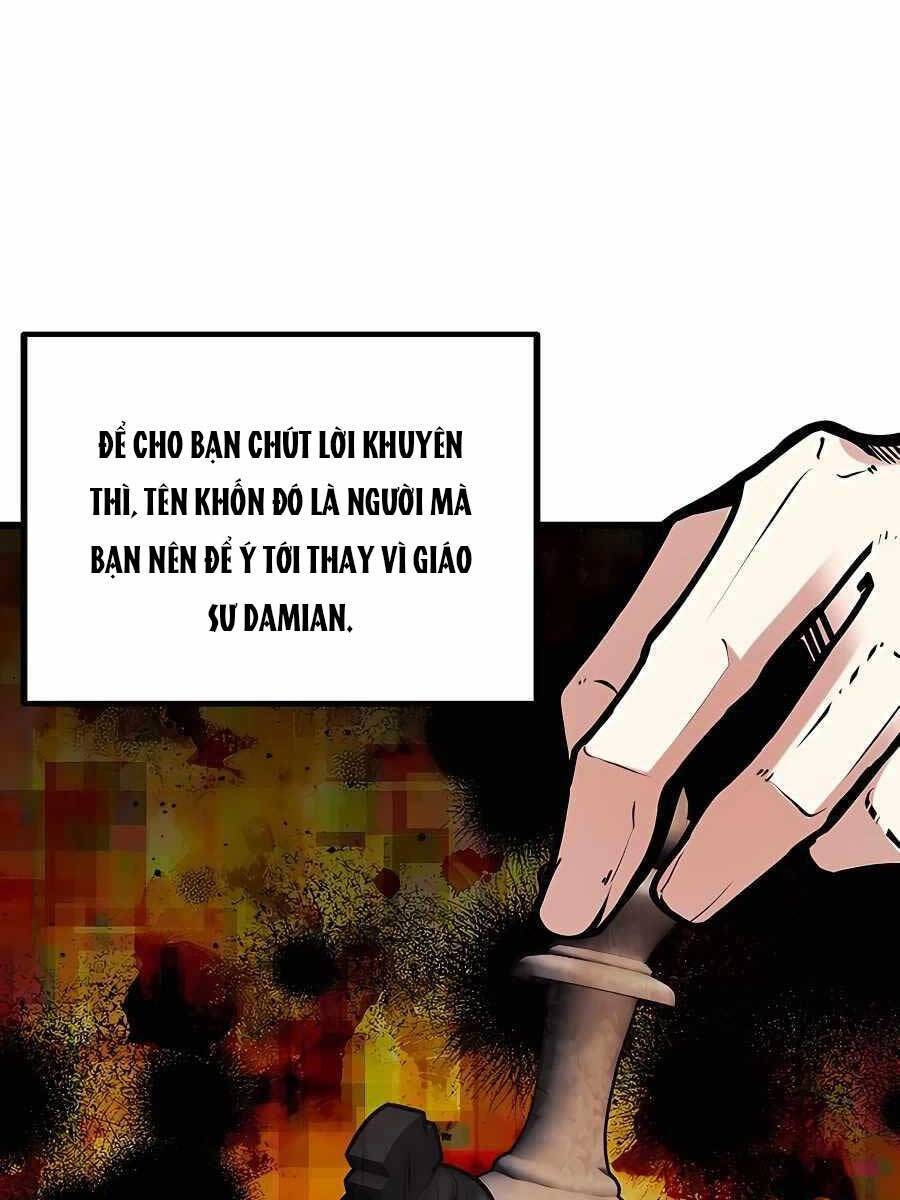 ĐỂ CHO BẠN CHÚT LỜI KHUYÊN
THÌ, TÊN KHỐN ĐÓ LÀ NGƯỜI MÀ
BẠN NÊN ĐỂ Ý TỚI THAY VÌ GIÁO
SƯ DAMIAN.